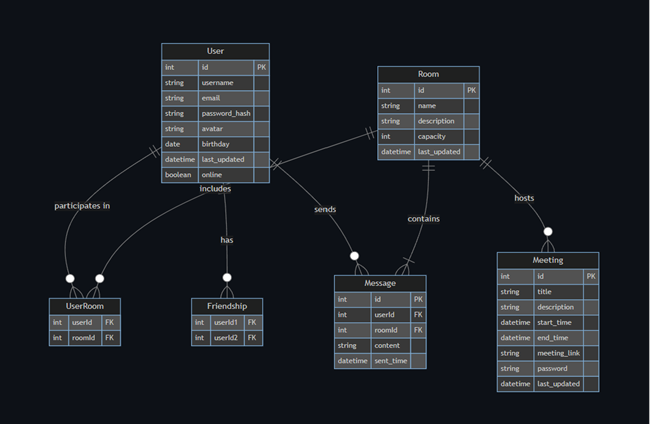 User
int id PK
string username
string email
string password_hash
string avatar
date birthday
datetime last_updated
boolean online
Room
int id PK
string name
string description
int capacity
datetime last_updated
includes
participates in
sends
contains
hosts
has
UserRoom
int userId FK
int roomId FK
Friendship
int userId1 FK
int userId2 FK
Message
int id PK
int userId FK
int roomId FK
string content
datetime sent_time
Meeting
int id PK
string title
string description
datetime start_time
datetime end_time
string meeting_link
string password
datetime last_updated